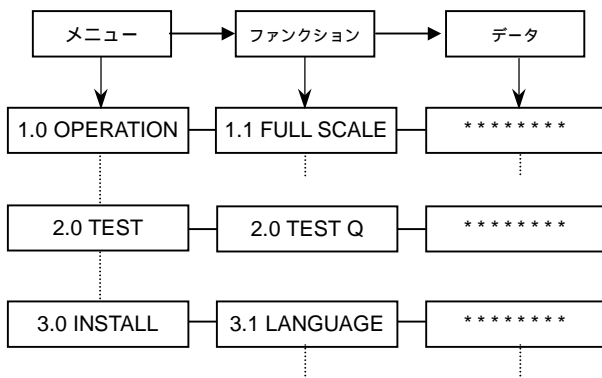 メニュー ファンクション データ
1.0 OPERATION 1.1 FULL SCALE ********
2.0 TEST 2.0 TEST Q ********
3.0 INSTALL 3.1 LANGUAGE ********